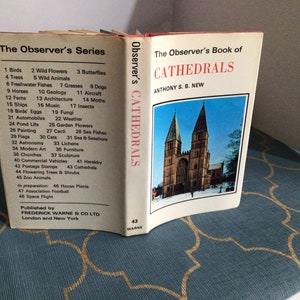 The Observer's Series
1 Birds 2 Wild Flowers 3 Butterflies
4 Trees 5 Wild Animals
6 Freshwater Fishes 7 Grasses 8 Dogs
9 Horses 10 Geology 11 Aircraft
12 Ferns 13 Architecture 14 Moths
15 Ships 16 Music 17 Insects
18 Birds' Eggs 19 Fungi
21 Automobiles 22 Weather
24 Pond Life 26 Garden Flowers
27 Painting 29 Cacti 28 Sea Fishes
29 Flags 30 Cats 31 Sea & Seashore
32 Astronomy 33 Lichens
34 Modern Art 35 Furniture
36 Churches 37 Sculpture
40 Commercial Vehicles 41 Heraldry
42 Postage Stamps 43 Cathedrals
44 Flowering Trees & Shrubs
45 Zoo Animals
In preparation: 46 House Plants
47 Association Football
48 Space Flight
Published by
FREDERICK WARNE & CO LTD
London and New York
Observer's CATHEDRALS
43
WARNE
The Observer's Book of
CATHEDRALS
ANTHONY S. B. NEW